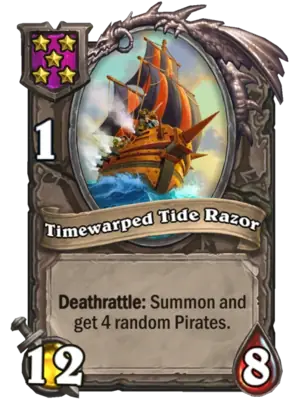 1
Timewarped Tide Razor
Deathrattle: Summon and
get 4 random Pirates.
12
8